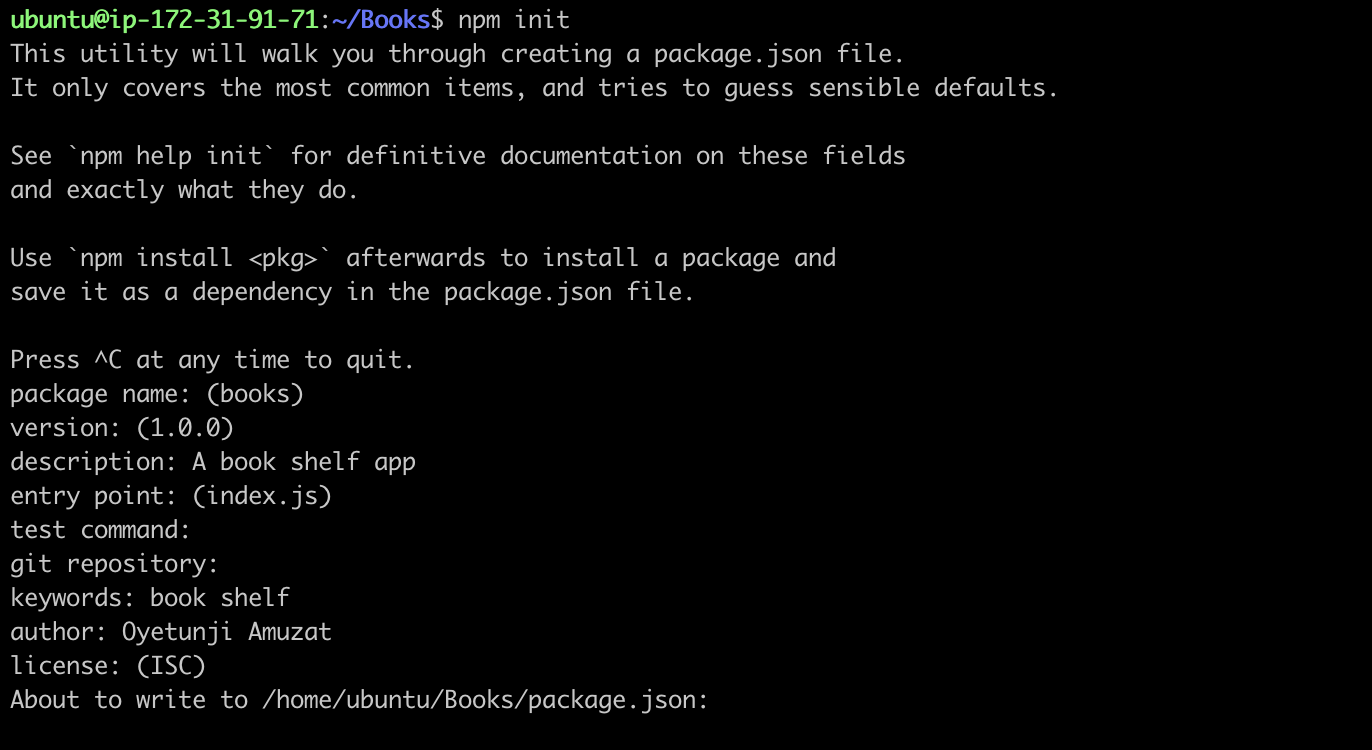 ubuntu@ip-172-31-91-71:~/Books$ npm init
This utility will walk you through creating a package.json file.
It only covers the most common items, and tries to guess sensible defaults.
See `npm help init` for definitive documentation on these fields
and exactly what they do.
Use `npm install <pkg>` afterwards to install a package and
save it as a dependency in the package.json file.
Press ^C at any time to quit.
package name: (books)
version: (1.0.0)
description: A book shelf app
entry point: (index.js)
test command:
git repository:
keywords: book shelf
author: Oyetunji Amuzat
license: (ISC)
About to write to /home/ubuntu/Books/package.json: